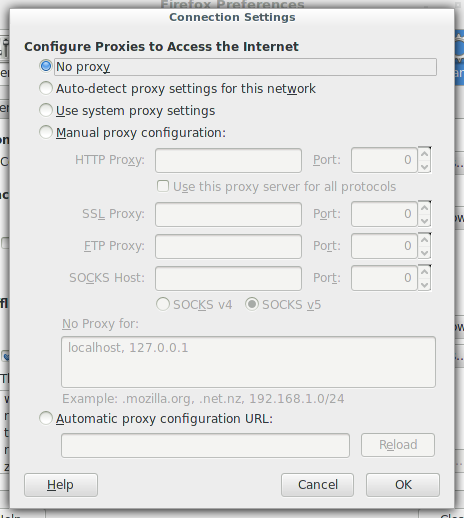 Firefox Preferences
Connection Settings
Configure Proxies to Access the Internet
No proxy
Auto-detect proxy settings for this network
Use system proxy settings
Manual proxy configuration:
HTTP Proxy: Port: 0
Use this proxy server for all protocols
SSL Proxy: Port: 0
FTP Proxy: Port: 0
SOCKS Host: Port: 0
SOCKS v4 SOCKS v5
No Proxy for:
localhost, 127.0.0.1
Example: .mozilla.org, .net.nz, 192.168.1.0/24
Automatic proxy configuration URL:
Reload
Help Cancel OK